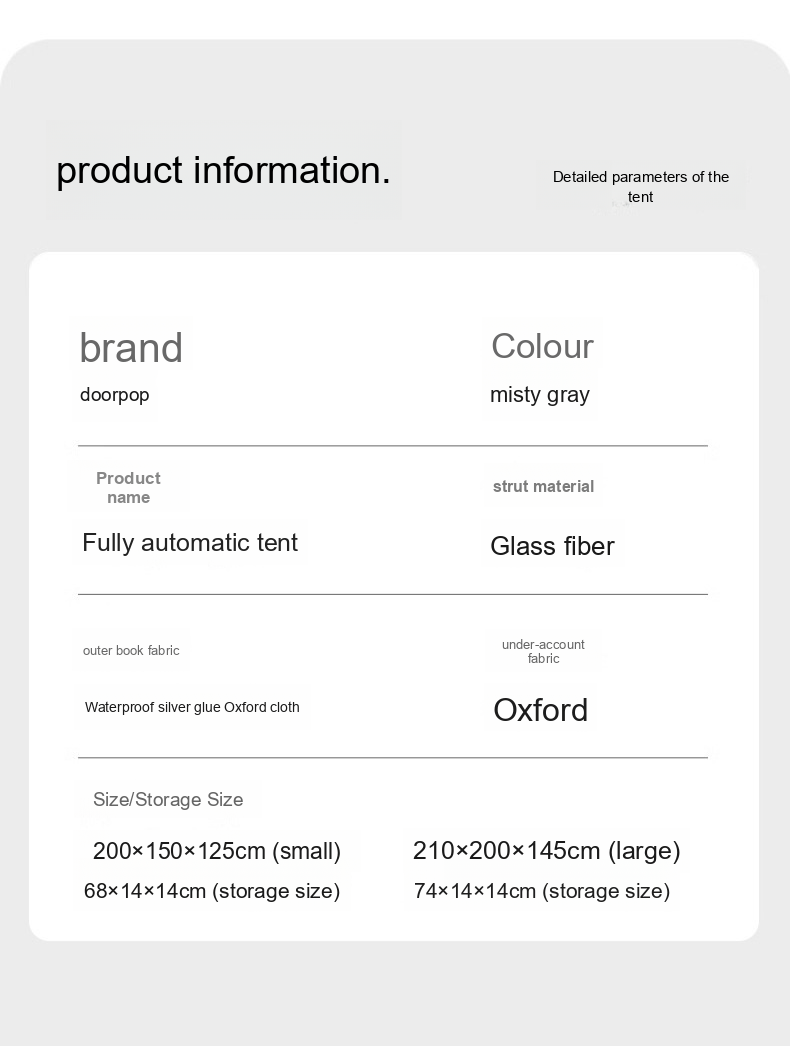 product information.
Detailed parameters of the
tent
brand
Colour
doorpop
misty gray
Product
name
strut material
Fully automatic tent
Glass fiber
outer book fabric
under-account
fabric
Waterproof silver glue Oxford cloth
Oxford
Size/Storage Size
200×150×125cm (small)
210×200×145cm (large)
68×14×14cm (storage size)
74×14×14cm (storage size)